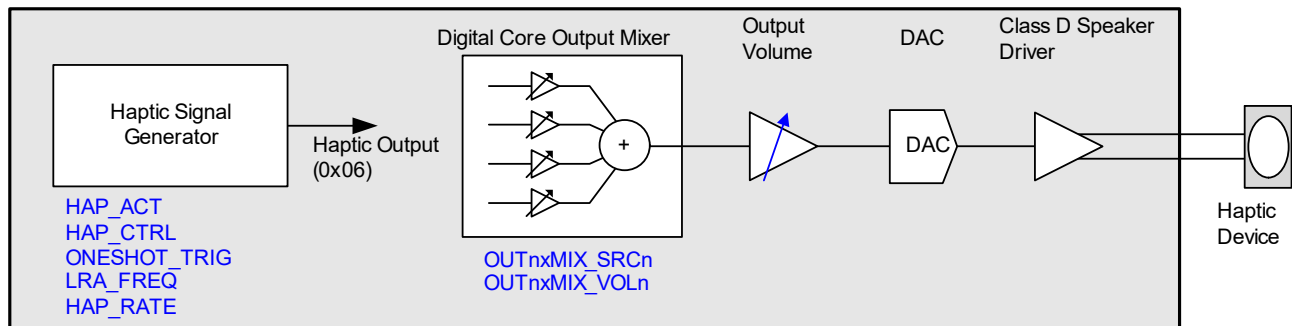 Haptic Signal
Generator
Haptic Output
(0x06)
HAP_ACT
HAP_CTRL
ONESHOT_TRIG
LRA_FREQ
HAP_RATE
Digital Core Output Mixer
+
OUTnxMIX_SRCn
OUTnxMIX_VOLn
Output
Volume
DAC
DAC
Class D Speaker
Driver
Haptic
Device